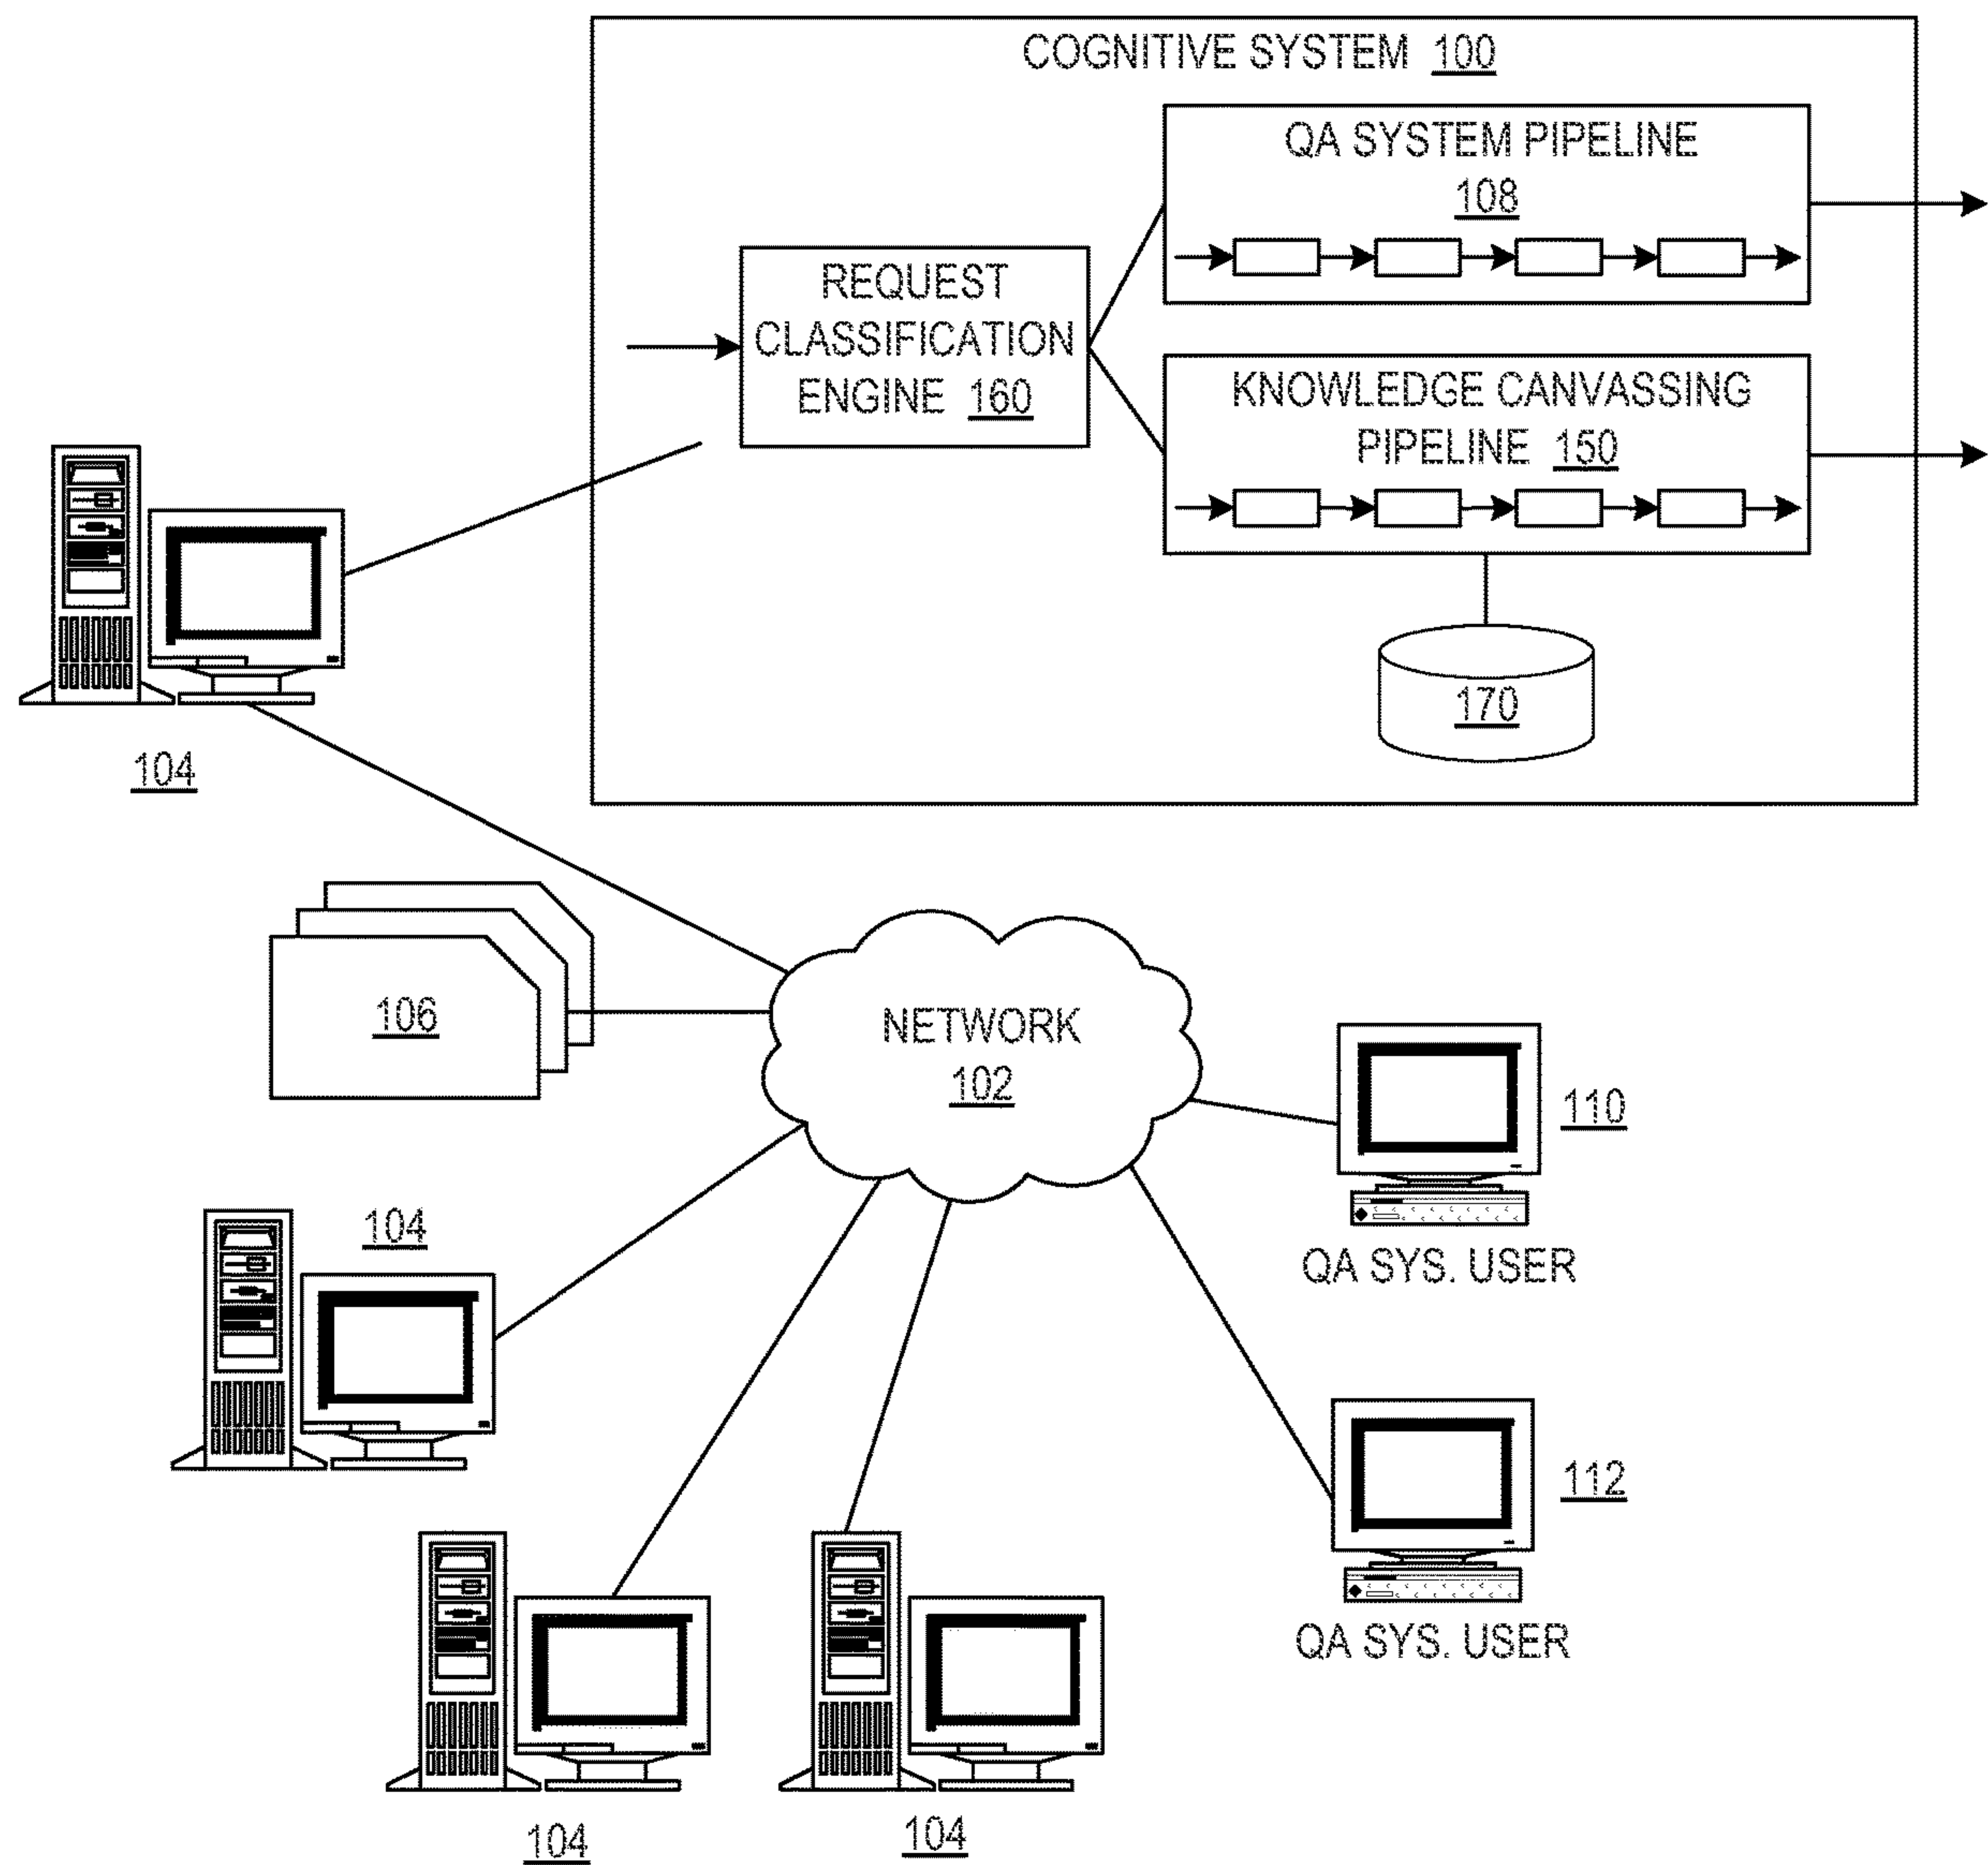 COGNITIVE SYSTEM 100
QA SYSTEM PIPELINE
108
REQUEST
CLASSIFICATION
ENGINE 160
KNOWLEDGE CANVASSING
PIPELINE 150
170
104
106
NETWORK
102
110
QA SYS. USER
104
112
QA SYS. USER
104
104